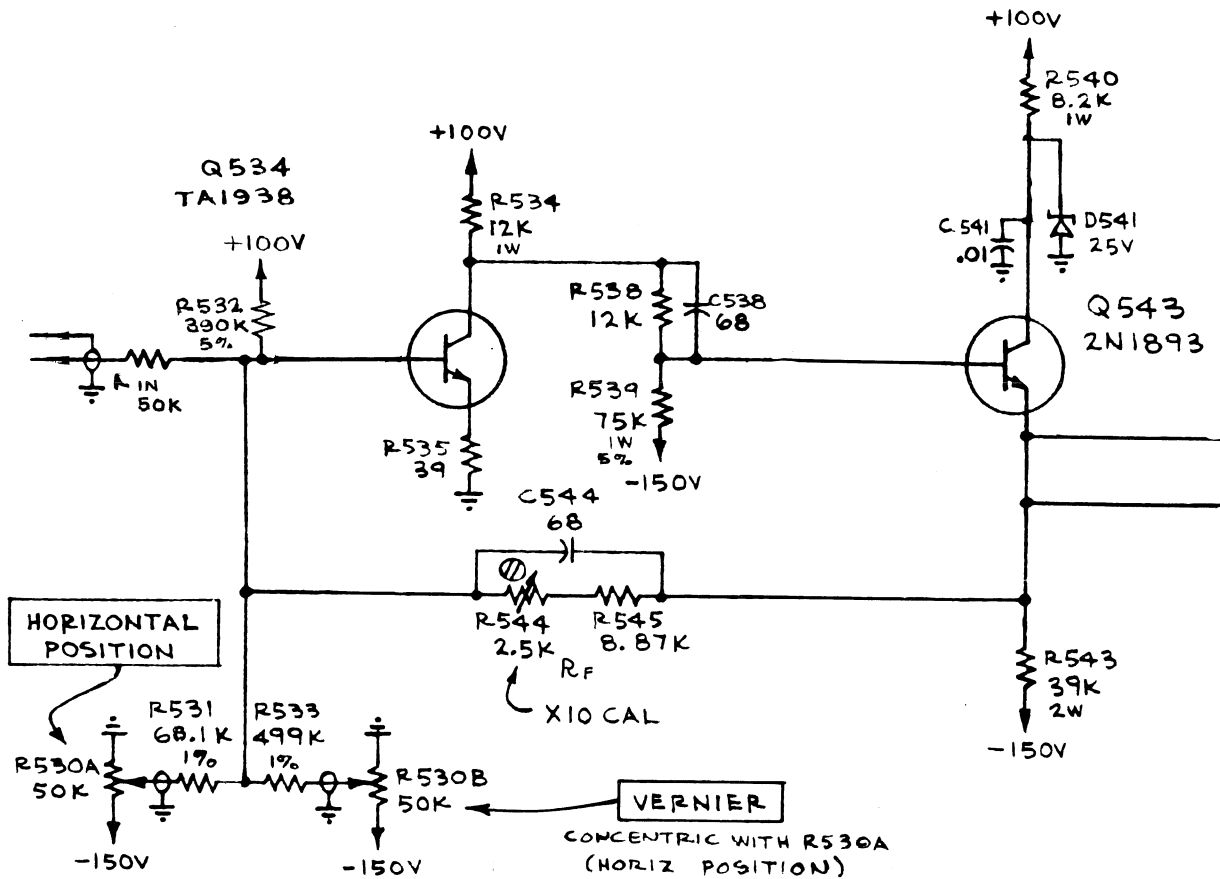 +100V
R540
8.2K
1W
+100V
Q534
TA1938
R534
12K
1W
+100V
C541
.01
D541
25V
R532
390K
5%
R538
12K
C538
68
Q543
2N1893
R IN
50K
R539
75K
1W
5%
-150V
R535
39
C544
68
HORIZONTAL
POSITION
R544
2.5K
R545
8.87K
RF
X10 CAL
R543
39K
2W
-150V
R531
68.1K
1%
R533
499K
1%
R530A
50K
R530B
50K
VERNIER
-150V
-150V
CONCENTRIC WITH R530A
(HORIZ POSITION)